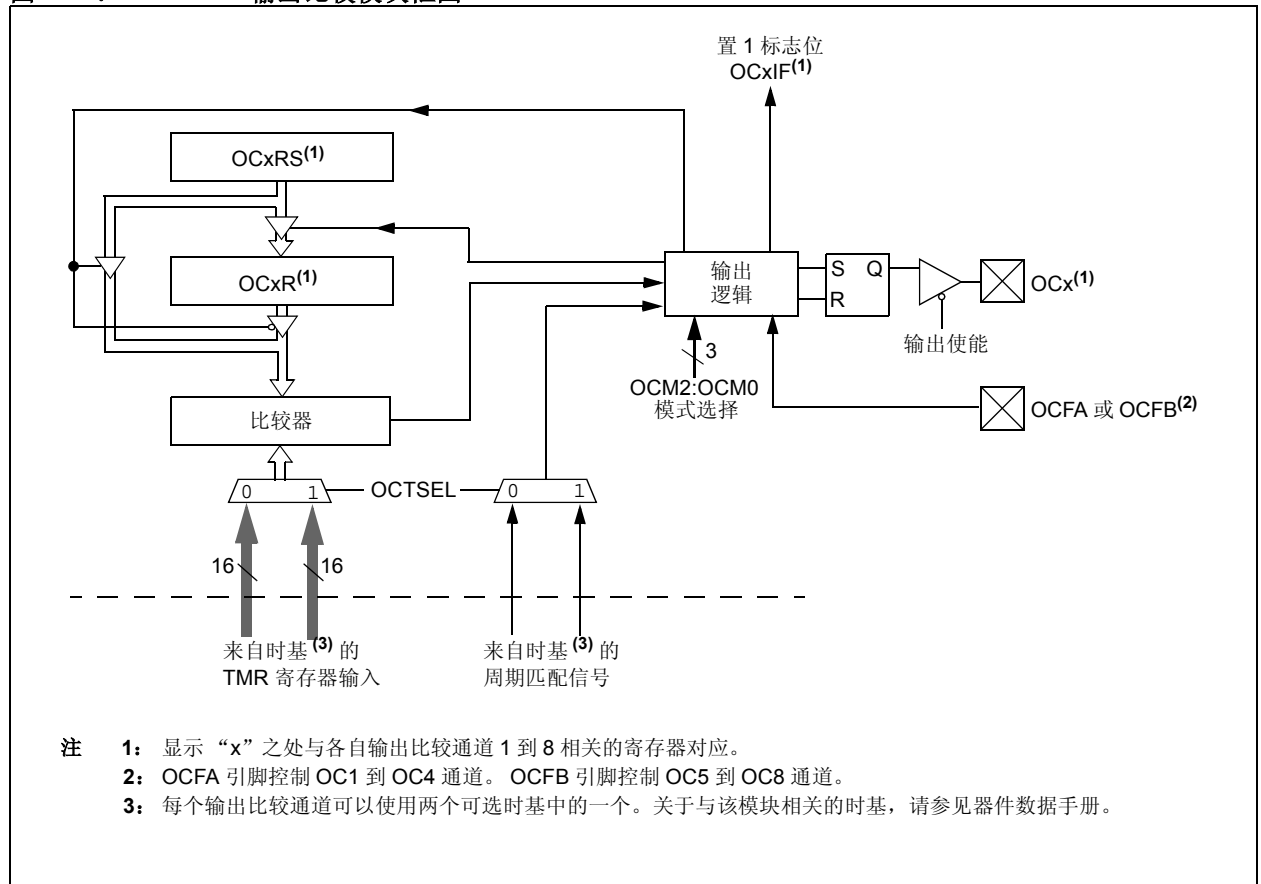 置 1 标志位
OCxIF(1)
OCxRS(1)
OCxR(1)
输出
逻辑
S Q
R
OCx(1)
输出使能
3
OCM2:OCM0
模式选择
OCFA 或 OCFB(2)
比较器
0 1
OCTSEL
0 1
16
16
来自时基(3) 的
TMR 寄存器输入
来自时基(3) 的
周期匹配信号
注 1： 显示 “x”之处与各自输出比较通道 1 到 8 相关的寄存器对应。
2： OCFA 引脚控制 OC1 到 OC4 通道。 OCFB 引脚控制 OC5 到 OC8 通道。
3： 每个输出比较通道可以使用两个可选时基中的一个。关于与该模块相关的时基，请参见器件数据手册。